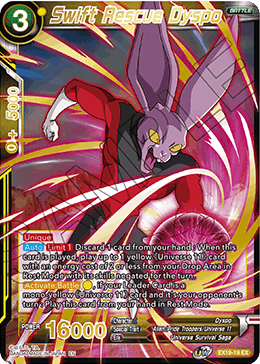 3
Swift Rescue Dyspo
BATTLE
0+ 5000
Unique
Auto Limit 1 Discard 1 card from your hand: When this
card is played, play up to 1 yellow ‹Universe 11› card
with an energy cost of 2 or less from your Drop Area in
Rest Mode with its skills negated for the turn.
Activate Battle , if your Leader Card is a
mono-yellow ‹Universe 11› card and it's your opponent's
turn: Play this card from your hand in Rest Mode.
POWER
16000
Character Dyspo
Special Trait Alien, Pride Troopers, Universe 11
Era Universe Survival Saga
EX19-19 EX